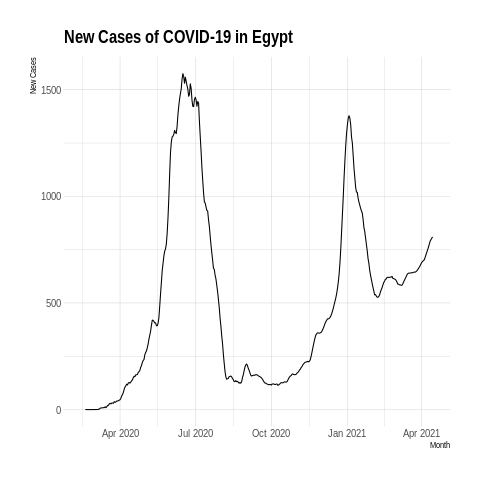 New Cases of COVID-19 in Egypt
New Cases
1500
1000
500
0
Apr 2020 Jul 2020 Oct 2020 Jan 2021 Apr 2021
Month